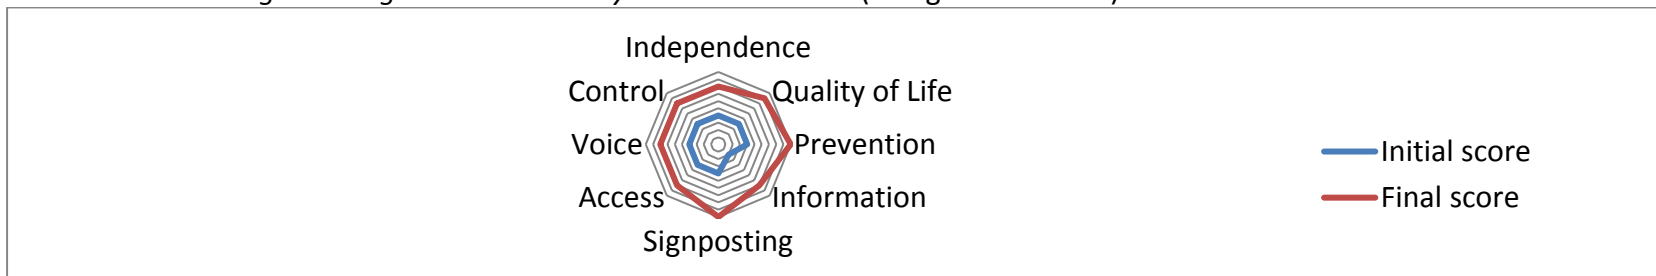 Independence
Control
Quality of Life
Voice
Prevention
Access
Information
Signposting
Initial score
Final score